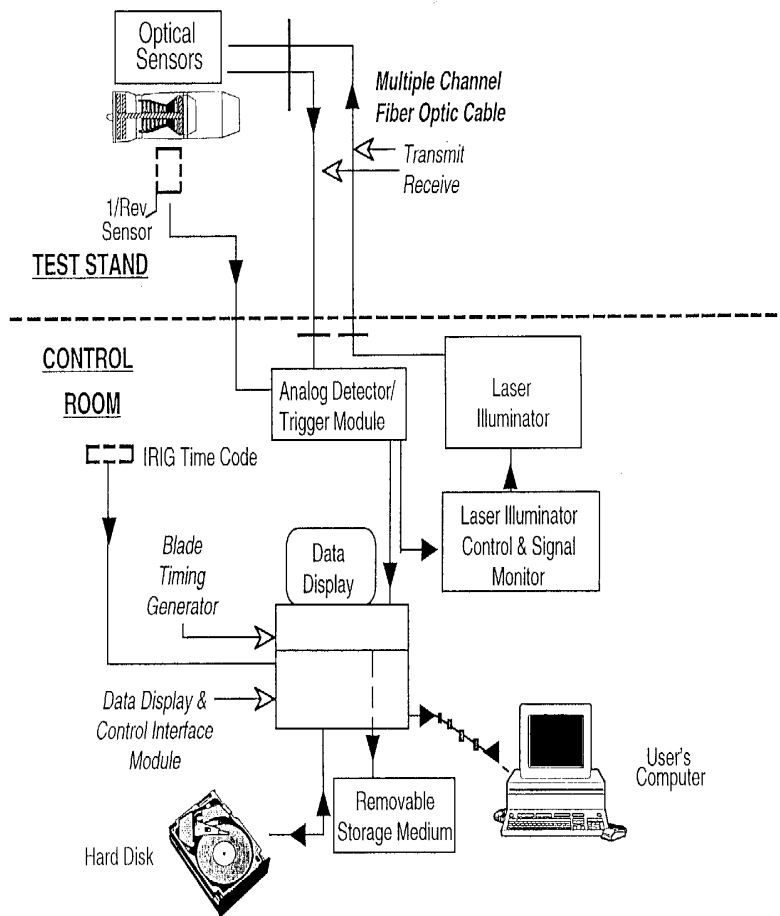 Optical
Sensors
Multiple Channel
Fiber Optic Cable
Transmit
Receive
1/Rev
Sensor
TEST STAND
CONTROL
ROOM
Analog Detector/
Trigger Module
Laser
Illuminator
IRIG Time Code
Laser Illuminator
Control & Signal
Monitor
Blade
Timing
Generator
Data
Display
Data Display &
Control Interface
Module
User's
Computer
Removable
Storage Medium
Hard Disk